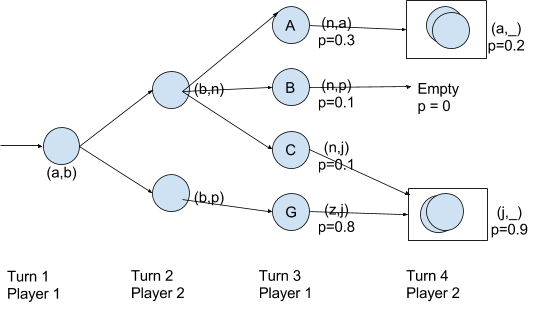 A
(n,a)
p=0.3
(a,_)
p=0.2
(b,n)
B
(n,p)
p=0.1
Empty
p = 0
(a,b)
C
(n,j)
p=0.1
(b,p)
G
(z,j)
p=0.8
(j,_)
p=0.9
Turn 1
Player 1
Turn 2
Player 2
Turn 3
Player 1
Turn 4
Player 2